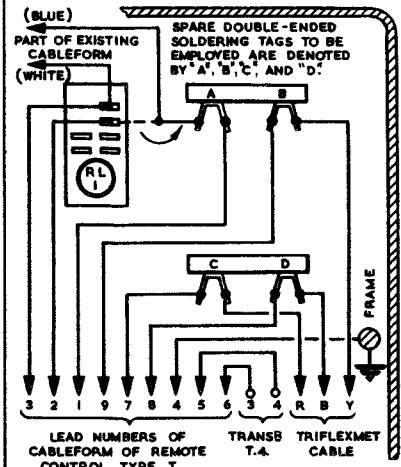 (BLUE)
PART OF EXISTING
CABLEFORM
(WHITE)
SPARE DOUBLE-ENDED
SOLDERING TAGS TO BE
EMPLOYED ARE DENOTED
BY "A", "B", "C", AND "D".
A B
RL
1
C D
FRAME
3 2 1 9 7 8 4 5 6 3 4 R B Y
LEAD NUMBERS OF
CABLEFORM OF REMOTE
CONTROL TYPE T
TRANSB
T.4.
TRIFLEXMET
CABLE